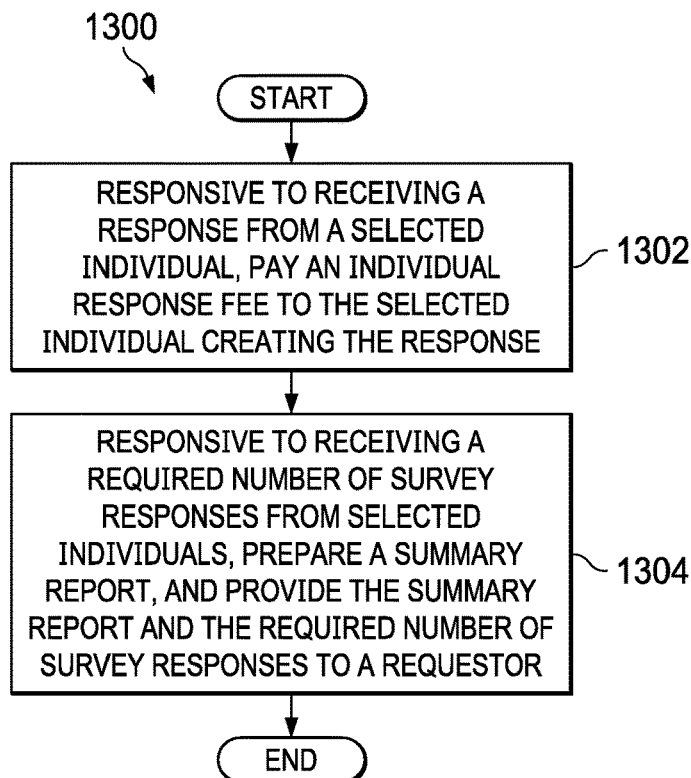 1300
START
RESPONSIVE TO RECEIVING A
RESPONSE FROM A SELECTED
INDIVIDUAL, PAY AN INDIVIDUAL
RESPONSE FEE TO THE SELECTED
INDIVIDUAL CREATING THE RESPONSE
1302
RESPONSIVE TO RECEIVING A
REQUIRED NUMBER OF SURVEY
RESPONSES FROM SELECTED
INDIVIDUALS, PREPARE A SUMMARY
REPORT, AND PROVIDE THE SUMMARY
REPORT AND THE REQUIRED NUMBER OF
SURVEY RESPONSES TO A REQUESTOR
1304
END